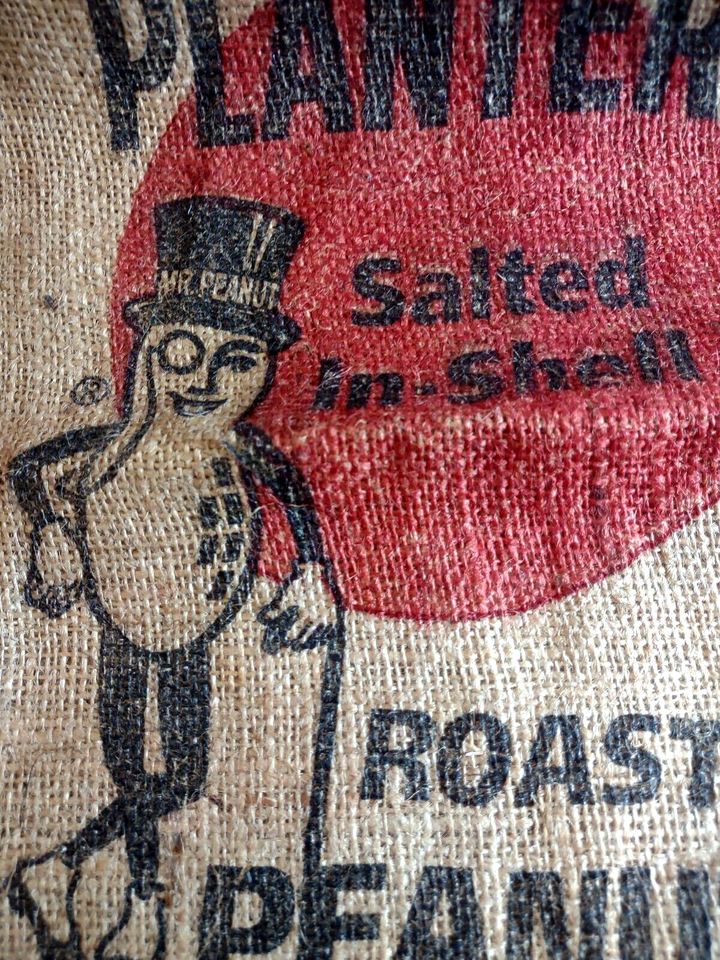 PLANTER
MR. PEANUT
Salted
In-Shell
®
ROAST
PEANU